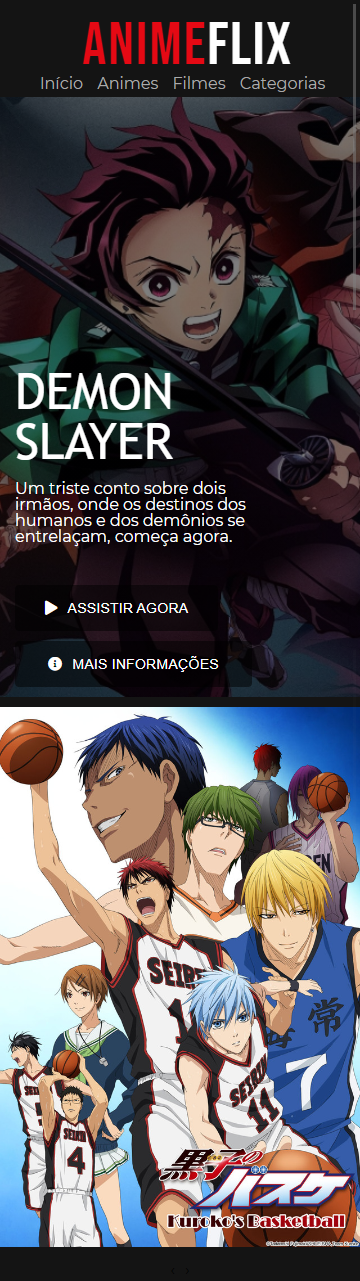 ANIMEFLIX
Início Animes Filmes Categorias
DEMON
SLAYER
Um triste conto sobre dois
irmãos, onde os destinos dos
humanos e dos demônios se
entrelaçam, começa agora.
ASSISTIR AGORA
MAIS INFORMAÇÕES
SEIRIN
常
7
SEIRIN
11
SEIRIN
4
黒子の
バスケ
Kuroko's Basketball